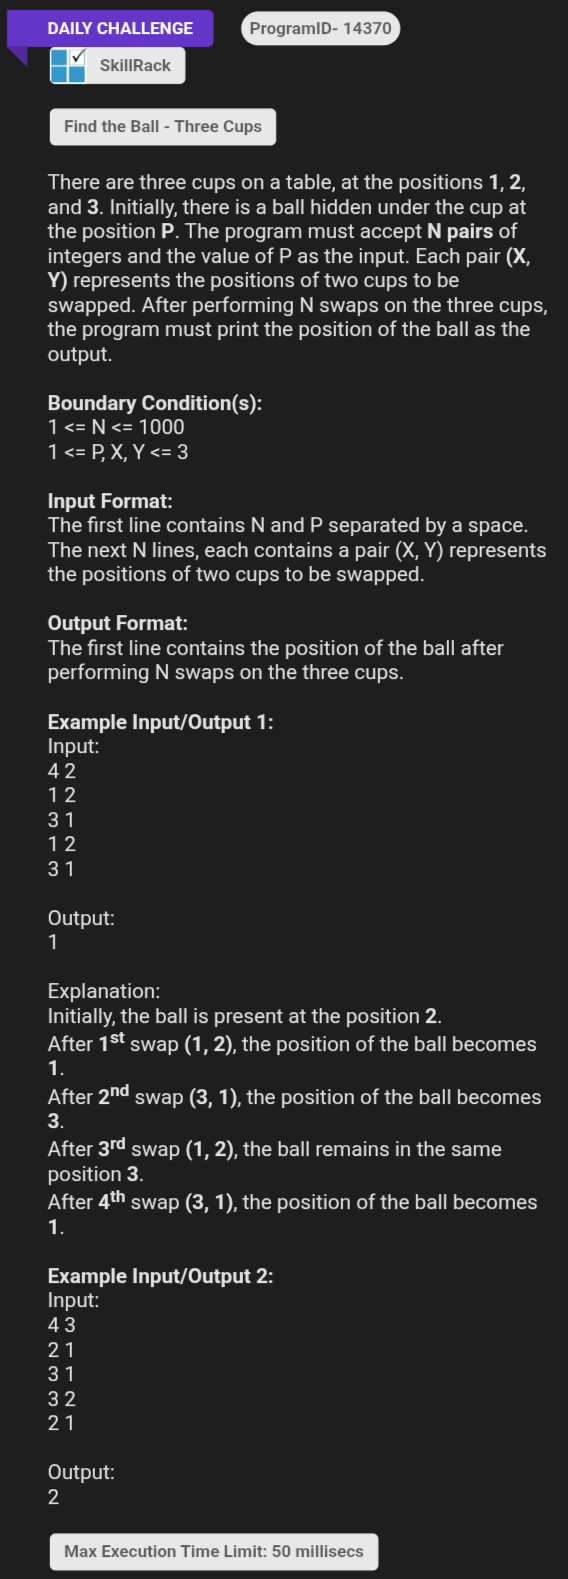 DAILY CHALLENGE
ProgramID- 14370
SkillRack
Find the Ball - Three Cups
There are three cups on a table, at the positions 1, 2,
and 3. Initially, there is a ball hidden under the cup at
the position P. The program must accept N pairs of
integers and the value of P as the input. Each pair (X,
Y) represents the positions of two cups to be
swapped. After performing N swaps on the three cups,
the program must print the position of the ball as the
output.
Boundary Condition(s):
1 <= N <= 1000
1 <= P, X, Y <= 3
Input Format:
The first line contains N and P separated by a space.
The next N lines, each contains a pair (X, Y) represents
the positions of two cups to be swapped.
Output Format:
The first line contains the position of the ball after
performing N swaps on the three cups.
Example Input/Output 1:
Input:
4 2
1 2
3 1
1 2
3 1
Output:
1
Explanation:
Initially, the ball is present at the position 2.
After 1st swap (1, 2), the position of the ball becomes
1.
After 2nd swap (3, 1), the position of the ball becomes
3.
After 3rd swap (1, 2), the ball remains in the same
position 3.
After 4th swap (3, 1), the position of the ball becomes
1.
Example Input/Output 2:
Input:
4 3
2 1
3 1
3 2
2 1
Output:
2
Max Execution Time Limit: 50 millisecs